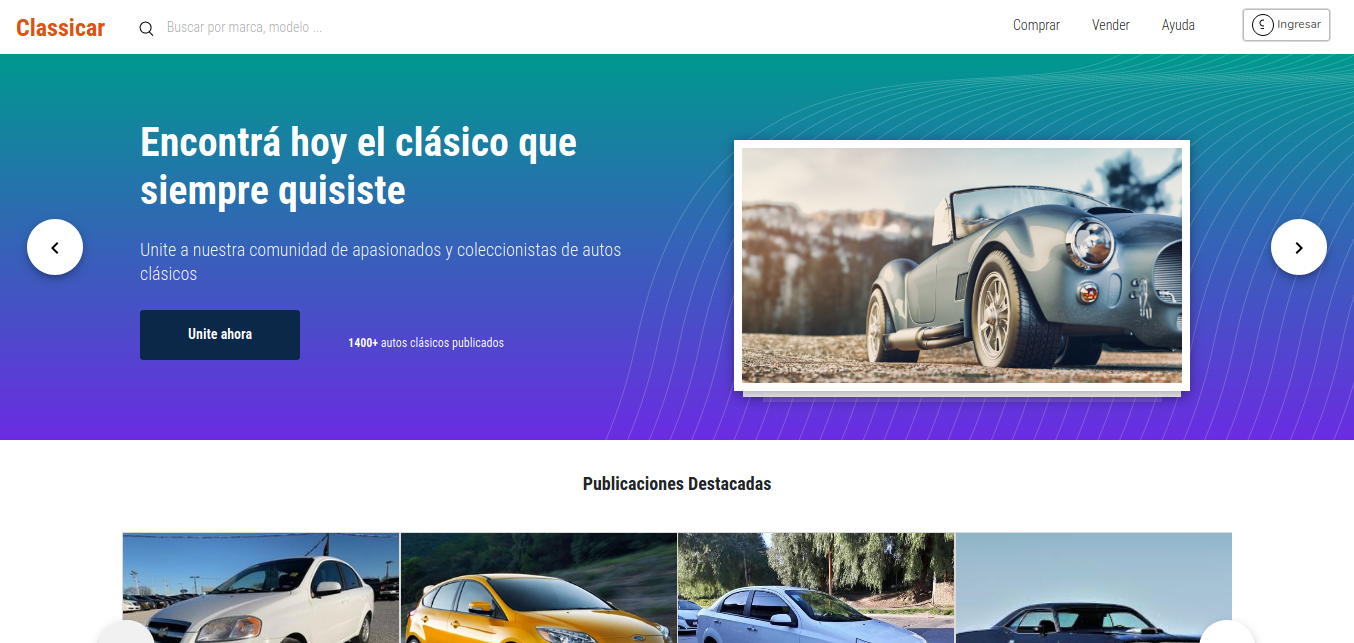 Classicar
Buscar por marca, modelo ...
Comprar
Vender
Ayuda
Ingresar
Encontrá hoy el clásico que
siempre quisiste
Unite a nuestra comunidad de apasionados y coleccionistas de autos
clásicos
Unite ahora
1400+ autos clásicos publicados
Publicaciones Destacadas